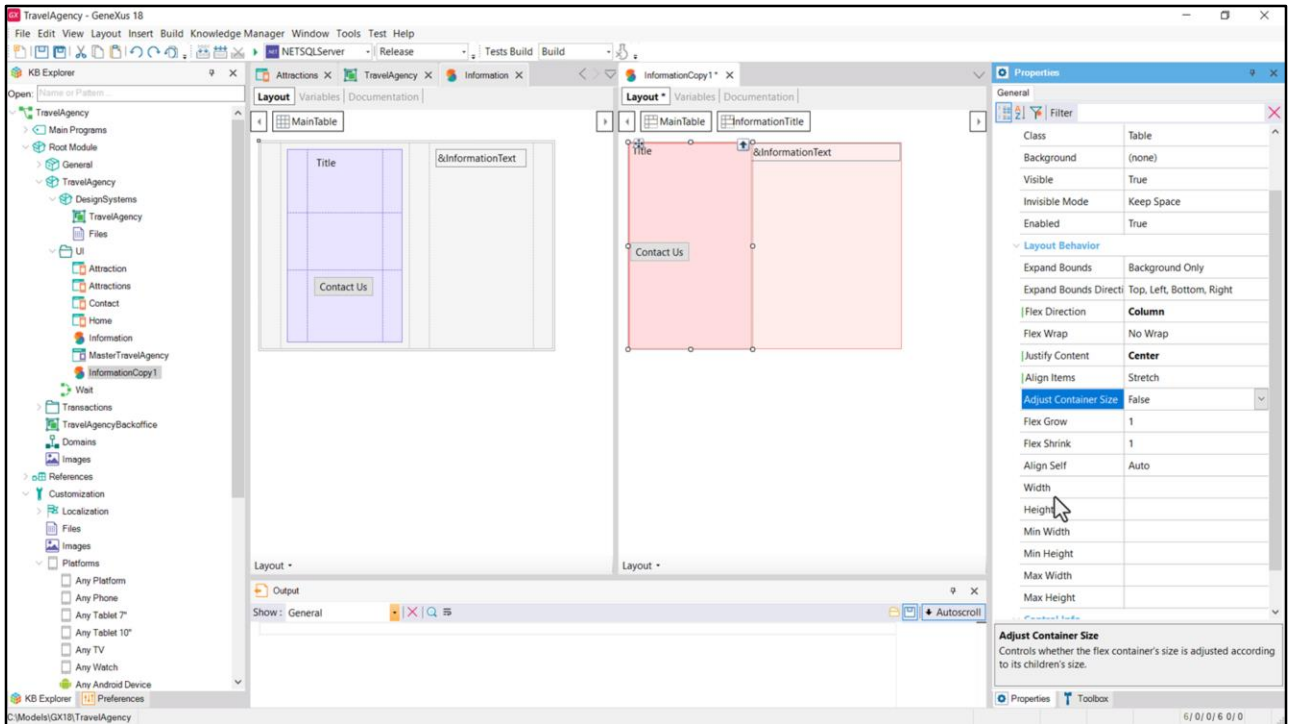 TravelAgency - GeneXus 18
File Edit View Layout Insert Build Knowledge Manager Window Tools Test Help
NETSQLServer Release Tests Build Build
KB Explorer
Open: Name or Pattern...
TravelAgency
Main Programs
Root Module
General
TravelAgency
DesignSystems
TravelAgency
Files
UI
Attraction
Attractions
Contact
Home
Information
MasterTravelAgency
InformationCopy1
Wait
Transactions
TravelAgencyBackoffice
Domains
Images
References
Customization
Localization
Files
Images
Platforms
Any Platform
Any Phone
Any Tablet 7"
Any Tablet 10"
Any TV
Any Watch
Any Android Device
KB Explorer Preferences
Attractions TravelAgency Information
Layout Variables Documentation
MainTable
Title
&InformationText
Contact Us
Layout
InformationCopy1*
Layout * Variables Documentation
MainTable InformationTitle
Title
&InformationText
Contact Us
Layout
Output
Show: General
Autoscroll
Properties
General
Filter
Class Table
Background (none)
Visible True
Invisible Mode Keep Space
Enabled True
Layout Behavior
Expand Bounds Background Only
Expand Bounds Directi Top, Left, Bottom, Right
Flex Direction Column
Flex Wrap No Wrap
Justify Content Center
Align Items Stretch
Adjust Container Size False
Flex Grow 1
Flex Shrink 1
Align Self Auto
Width
Height
Min Width
Min Height
Max Width
Max Height
Adjust Container Size
Controls whether the flex container's size is adjusted according
to its children's size.
Properties Toolbox
C:\Models\GX18\TravelAgency
6/ 0/ 0/ 6 0/ 0